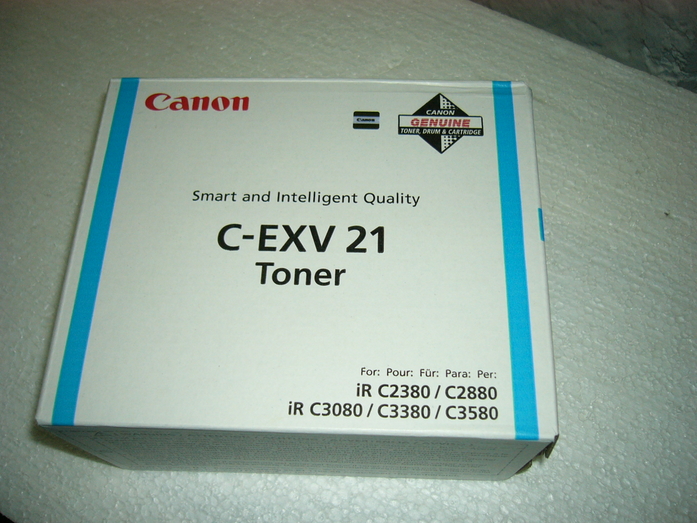 Canon
Canon
CANON
GENUINE
TONER, DRUM & CARTRIDGE
Smart and Intelligent Quality
C-EXV 21
Toner
For: Pour: Für: Para: Per:
iR C2380 / C2880
iR C3080 / C3380 / C3580